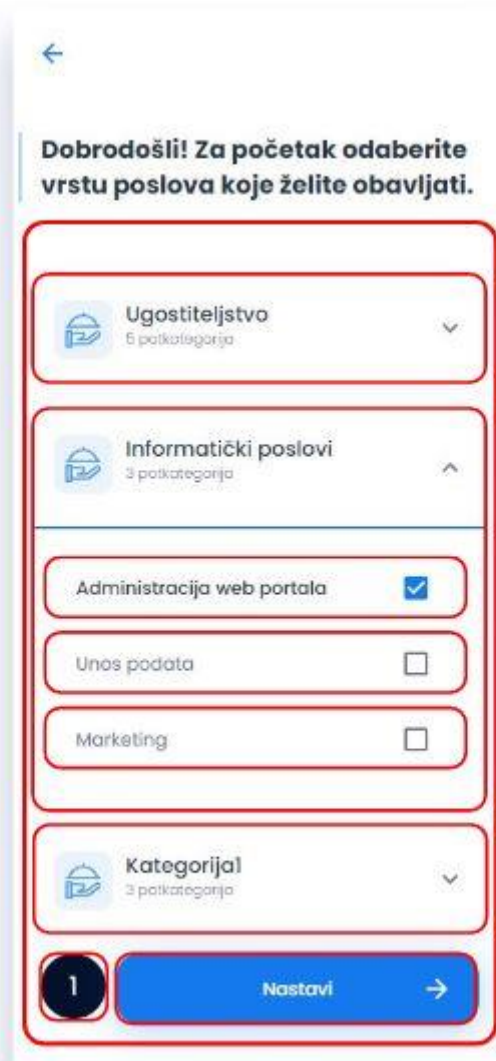 Dobrodošli! Za početak odaberite
vrstu poslova koje želite obavljati.
Ugostiteljstvo
5 potkategorija
Informatički poslovi
3 potkategorija
Administracija web portala
Unos podata
Marketing
Kategorija1
3 potkategorija
1
Nastavi